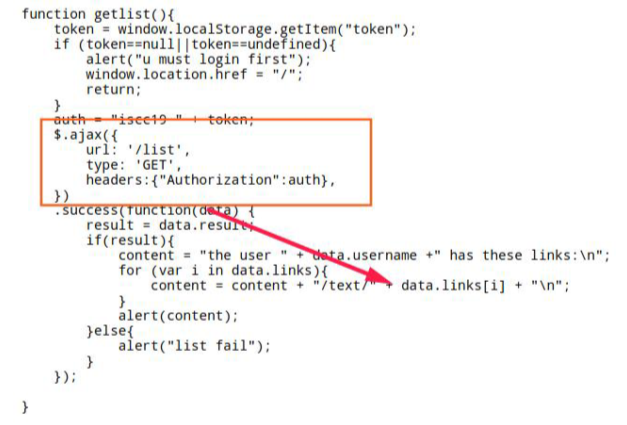 function getlist(){
token = window.localStorage.getItem("token");
if (token==null||token==undefined){
alert("u must login first");
window.location.href = "/";
return;
}
auth = "iscc19 " + token;
$.ajax({
url: '/list',
type: 'GET',
headers:{"Authorization":auth},
})
.success(function(data) {
result = data.result;
if(result){
content = "the user " + data.username +" has these links:\n";
for (var i in data.links){
content = content + "/text/" + data.links[i] + "\n";
}
alert(content);
}else{
alert("list fail");
}
});
}